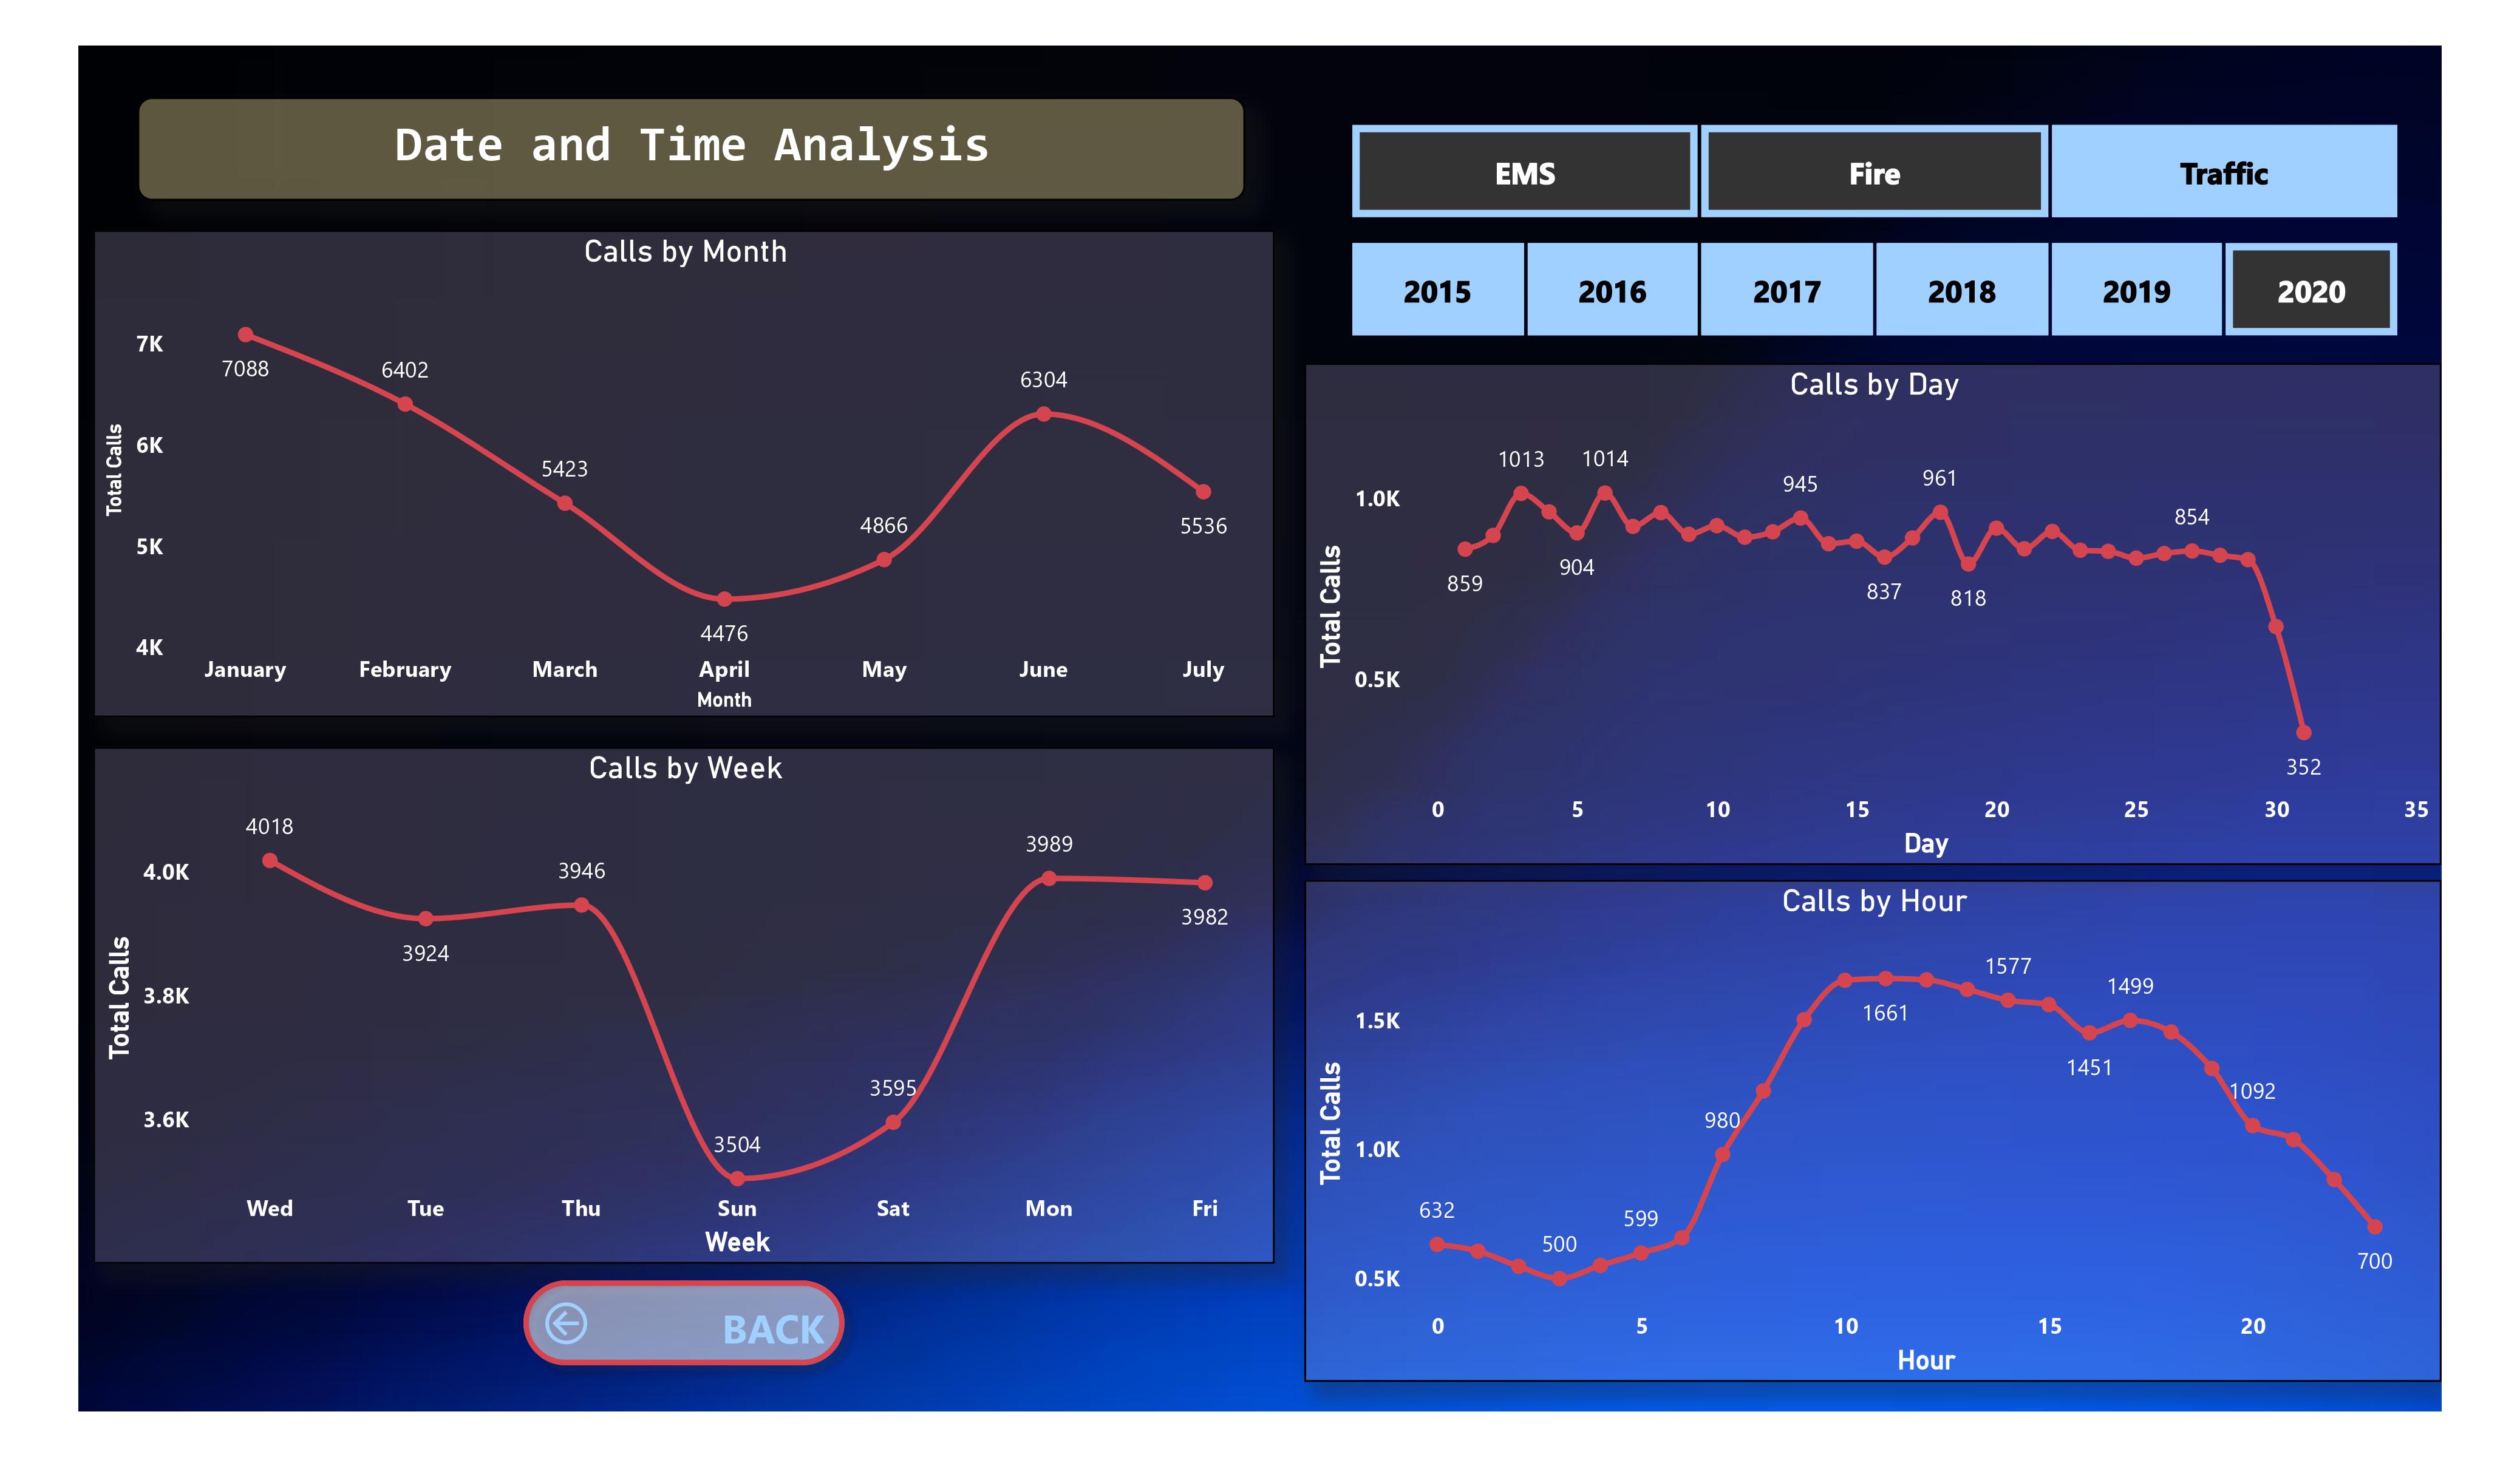 Date and Time Analysis
EMS Fire Traffic
2015 2016 2017 2018 2019 2020
Calls by Month
Total Calls
7K
6K
5K
4K
7088
6402
5423
4476
4866
6304
5536
January February March April May June July
Month
Calls by Day
Total Calls
1.0K
0.5K
859
1013
904
1014
945
837
961
818
854
352
0 5 10 15 20 25 30 35
Day
Calls by Week
Total Calls
4.0K
3.8K
3.6K
4018
3924
3946
3504
3595
3989
3982
Wed Tue Thu Sun Sat Mon Fri
Week
Calls by Hour
Total Calls
1.5K
1.0K
0.5K
632
500
599
980
1661
1577
1451
1499
1092
700
0 5 10 15 20
Hour
BACK